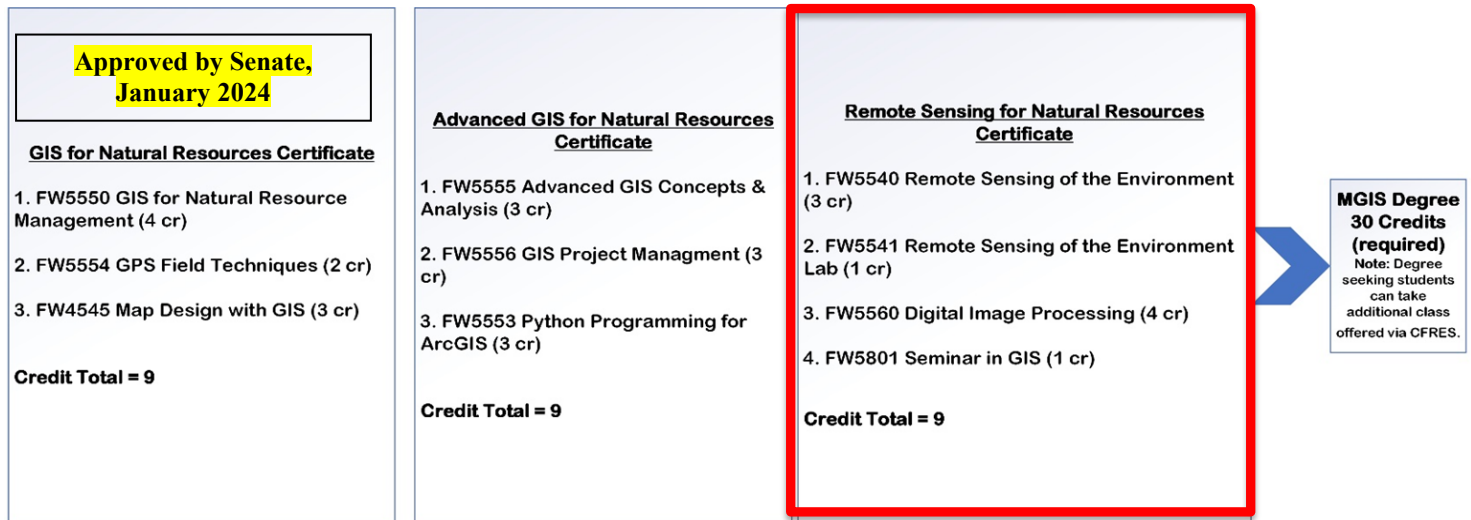 Approved by Senate,
January 2024
GIS for Natural Resources Certificate
1. FW5550 GIS for Natural Resource
Management (4 cr)
2. FW5554 GPS Field Techniques (2 cr)
3. FW4545 Map Design with GIS (3 cr)
Credit Total = 9
Advanced GIS for Natural Resources
Certificate
1. FW5555 Advanced GIS Concepts &
Analysis (3 cr)
2. FW5556 GIS Project Managment (3
cr)
3. FW5553 Python Programming for
ArcGIS (3 cr)
Credit Total = 9
Remote Sensing for Natural Resources
Certificate
1. FW5540 Remote Sensing of the Environment
(3 cr)
2. FW5541 Remote Sensing of the Environment
Lab (1 cr)
3. FW5560 Digital Image Processing (4 cr)
4. FW5801 Seminar in GIS (1 cr)
Credit Total = 9
MGIS Degree
30 Credits
(required)
Note: Degree
seeking students
can take
additional class
offered via CFRES.